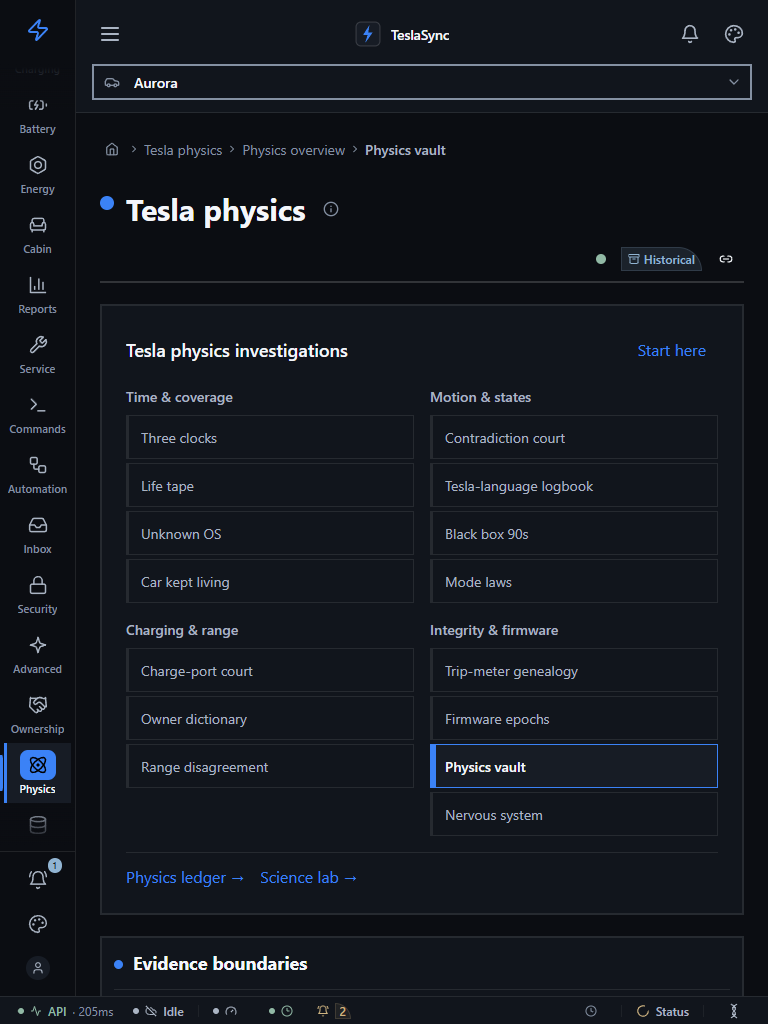 TeslaSync
Aurora
Charging
Battery
Energy
Cabin
Reports
Service
Commands
Automation
Inbox
Security
Advanced
Ownership
Physics
1
Tesla physics > Physics overview > Physics vault
Tesla physics
Historical
Tesla physics investigations
Start here
Time & coverage
Three clocks
Life tape
Unknown OS
Car kept living
Motion & states
Contradiction court
Tesla-language logbook
Black box 90s
Mode laws
Charging & range
Charge-port court
Owner dictionary
Range disagreement
Integrity & firmware
Trip-meter genealogy
Firmware epochs
Physics vault
Nervous system
Physics ledger →
Science lab →
Evidence boundaries
API · 205ms
Idle
2
Status